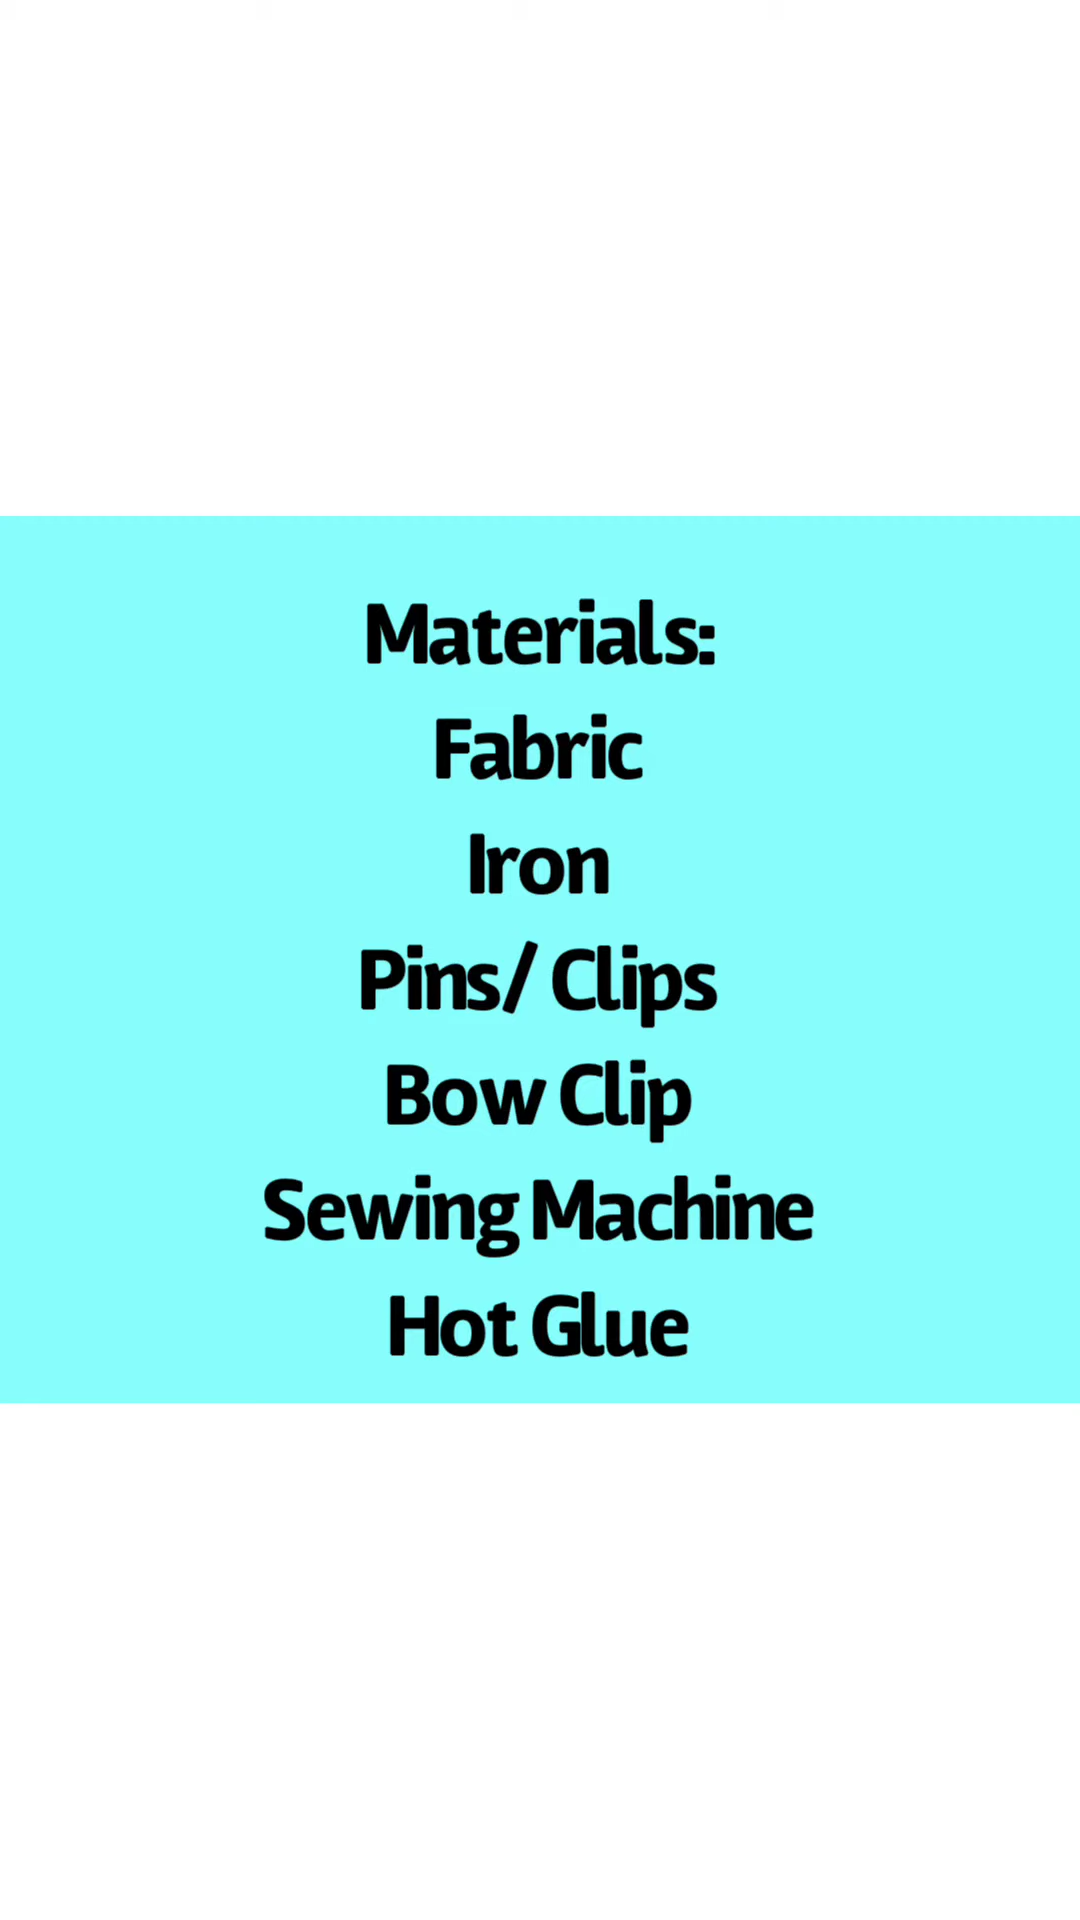 Materials:
Fabric
Iron
Pins/ Clips
Bow Clip
Sewing Machine
Hot Glue